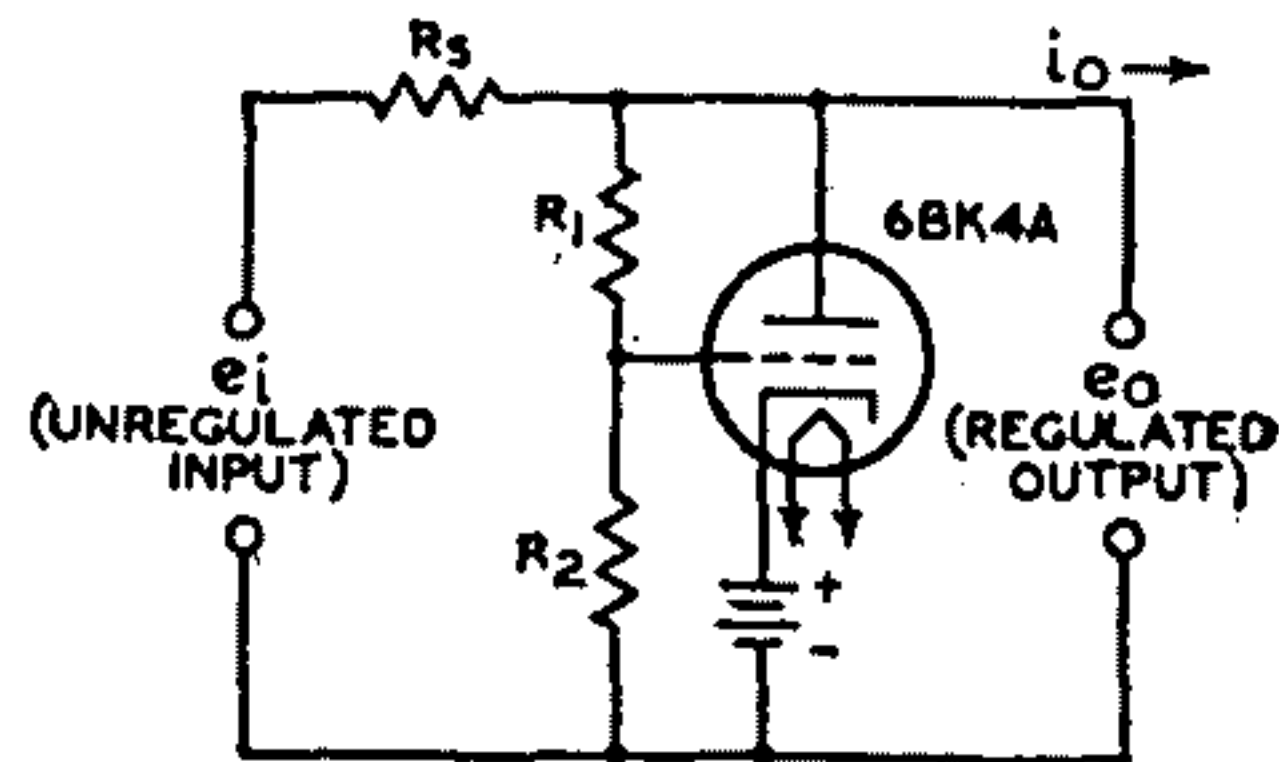 Rs
io
R1
6BK4A
ei
(UNREGULATED
INPUT)
eo
(REGULATED
OUTPUT)
R2
+
-